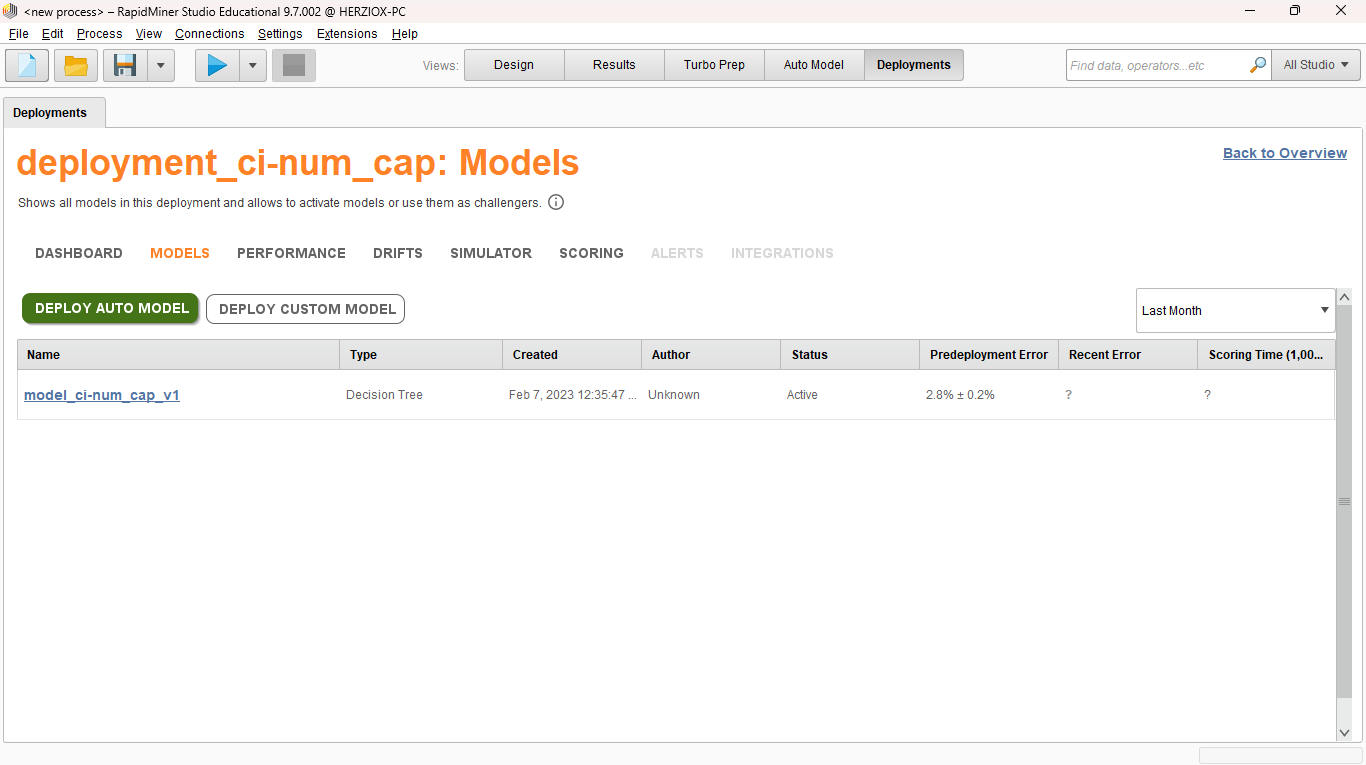 <new process> – RapidMiner Studio Educational 9.7.002 @ HERZIOX-PC
File Edit Process View Connections Settings Extensions Help
Views: Design Results Turbo Prep Auto Model Deployments Find data, operators...etc All Studio
Deployments
deployment_ci-num_cap: Models Back to Overview
Shows all models in this deployment and allows to activate models or use them as challengers.
DASHBOARD MODELS PERFORMANCE DRIFTS SIMULATOR SCORING ALERTS INTEGRATIONS
DEPLOY AUTO MODEL DEPLOY CUSTOM MODEL Last Month
Name Type Created Author Status Predeployment Error Recent Error Scoring Time (1,00...
model_ci-num_cap_v1 Decision Tree Feb 7, 2023 12:35:47 ... Unknown Active 2.8% ± 0.2% ? ?